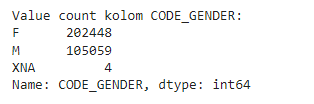 Value count kolom CODE_GENDER:
F      202448
M      105059
XNA         4
Name: CODE_GENDER, dtype: int64